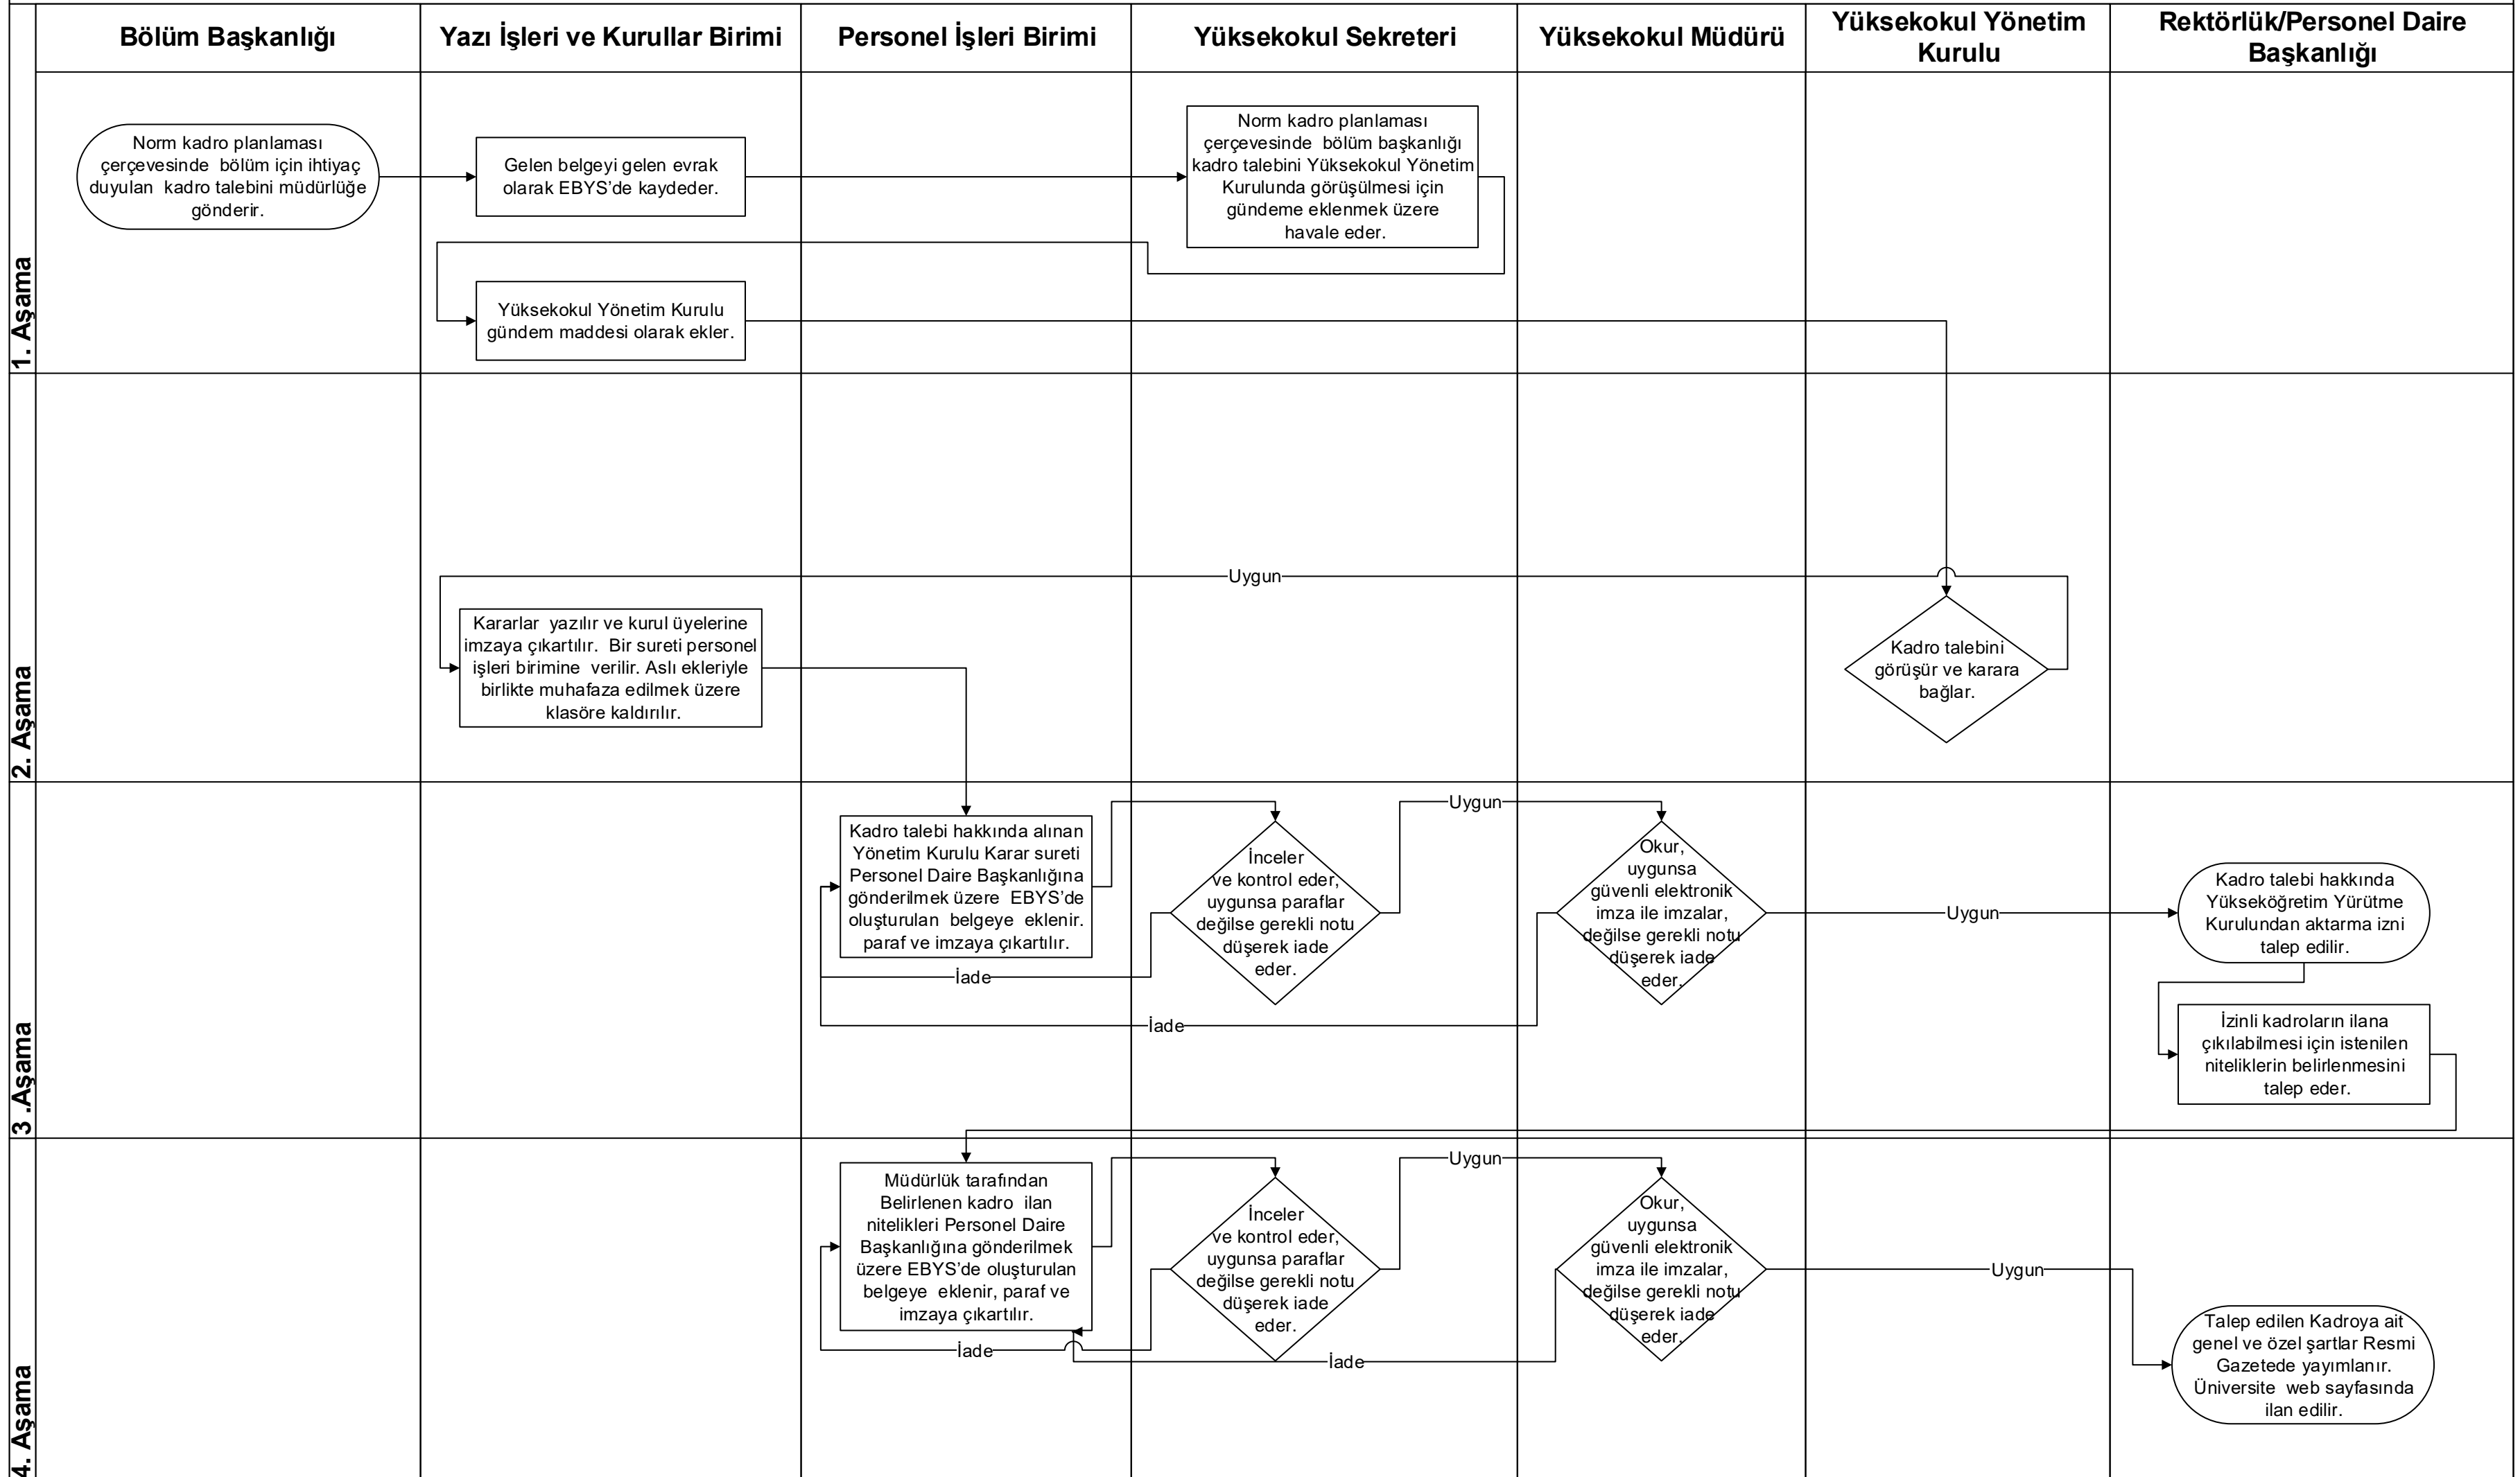 Bölüm Başkanlığı
Yazı İşleri ve Kurullar Birimi
Personel İşleri Birimi
Yüksekokul Sekreteri
Yüksekokul Müdürü
Yüksekokul Yönetim
Kurulu
Rektörlük/Personel Daire
Başkanlığı
1. Aşama
Norm kadro planlaması
çerçevesinde bölüm için ihtiyaç
duyulan kadro talebini müdürlüğe
gönderir.
Gelen belgeyi gelen evrak
olarak EBYS’de kaydeder.
Norm kadro planlaması
çerçevesinde bölüm başkanlığı
kadro talebini Yüksekokul Yönetim
Kurulunda görüşülmesi için
gündeme eklenmek üzere
havale eder.
Yüksekokul Yönetim Kurulu
gündem maddesi olarak ekler.
2. Aşama
Uygun
Kararlar yazılır ve kurul üyelerine
imzaya çıkartılır. Bir sureti personel
işleri birimine verilir. Aslı ekleriyle
birlikte muhafaza edilmek üzere
klasöre kaldırılır.
Kadro talebini
görüşür ve karara
bağlar.
3 .Aşama
Kadro talebi hakkında alınan
Yönetim Kurulu Karar sureti
Personel Daire Başkanlığına
gönderilmek üzere EBYS’de
oluşturulan belgeye eklenir.
paraf ve imzaya çıkartılır.
İnceler
ve kontrol eder,
uygunsa paraflar
değilse gerekli notu
düşerek iade
eder.
Uygun
Okur,
uygunsa
güvenli elektronik
imza ile imzalar,
değilse gerekli notu
düşerek iade
eder.
Uygun
Kadro talebi hakkında
Yükseköğretim Yürütme
Kurulundan aktarma izni
talep edilir.
İade
İade
İzinli kadroların ilana
çıkılabilmesi için istenilen
niteliklerin belirlenmesini
talep eder.
4. Aşama
Müdürlük tarafından
Belirlenen kadro ilan
nitelikleri Personel Daire
Başkanlığına gönderilmek
üzere EBYS’de oluşturulan
belgeye eklenir, paraf ve
imzaya çıkartılır.
İnceler
ve kontrol eder,
uygunsa paraflar
değilse gerekli notu
düşerek iade
eder.
Uygun
Okur,
uygunsa
güvenli elektronik
imza ile imzalar,
değilse gerekli notu
düşerek iade
eder.
Uygun
İade
İade
Talep edilen Kadroya ait
genel ve özel şartlar Resmi
Gazetede yayımlanır.
Üniversite web sayfasında
ilan edilir.